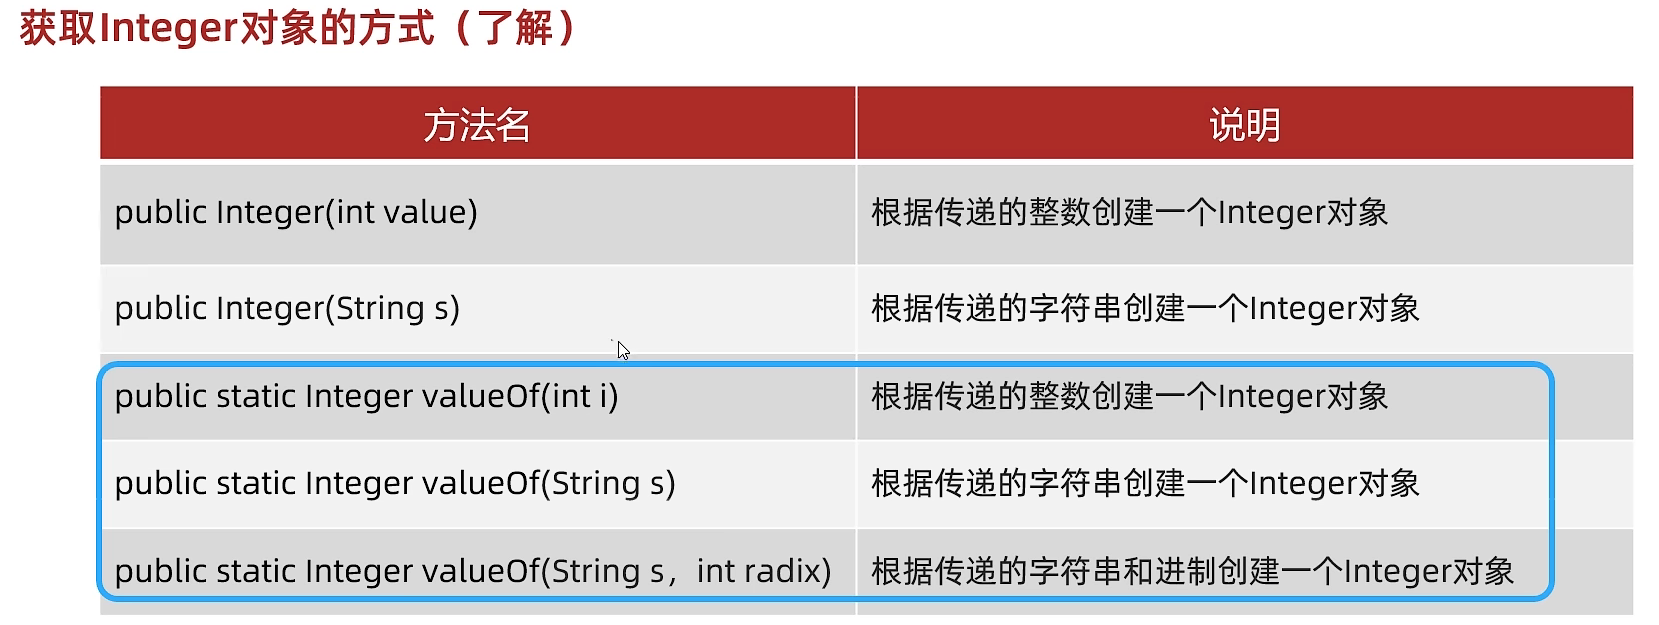 获取Integer对象的方式（了解）
方法名 说明
public Integer(int value) 根据传递的整数创建一个Integer对象
public Integer(String s) 根据传递的字符串创建一个Integer对象
public static Integer valueOf(int i) 根据传递的整数创建一个Integer对象
public static Integer valueOf(String s) 根据传递的字符串创建一个Integer对象
public static Integer valueOf(String s，int radix) 根据传递的字符串和进制创建一个Integer对象